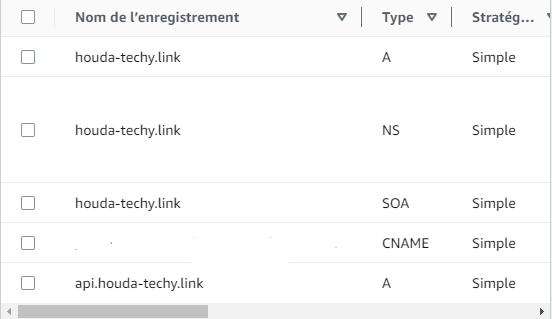 Nom de l’enregistrement Type Stratég...
houda-techy.link A Simple
houda-techy.link NS Simple
houda-techy.link SOA Simple
CNAME Simple
api.houda-techy.link A Simple